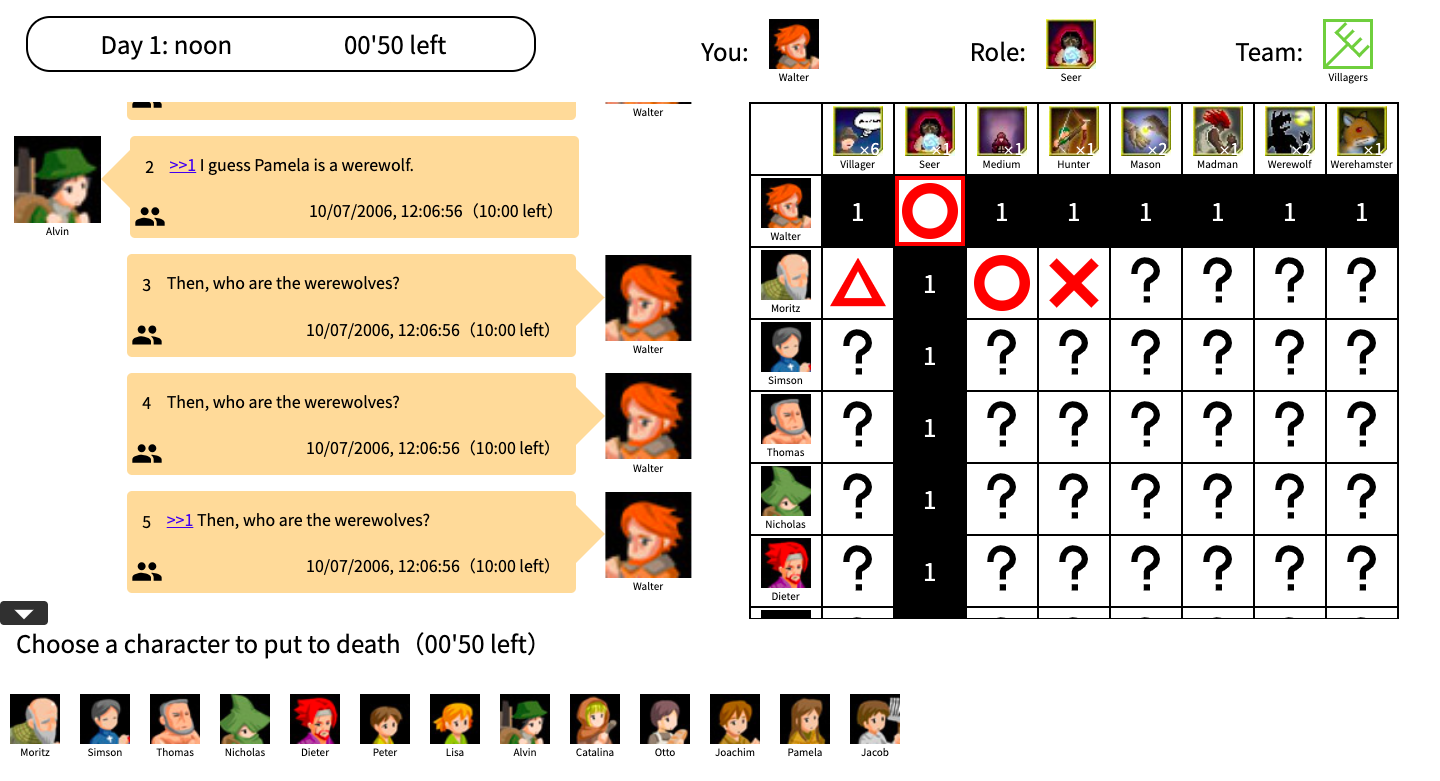 Day 1: noon 00'50 left
You: Walter
Role: Seer
Team: Villagers
Walter
2 >>1 I guess Pamela is a werewolf.
10/07/2006, 12:06:56（10:00 left）
Alvin
3 Then, who are the werewolves?
10/07/2006, 12:06:56（10:00 left）
Walter
4 Then, who are the werewolves?
10/07/2006, 12:06:56（10:00 left）
Walter
5 >>1 Then, who are the werewolves?
10/07/2006, 12:06:56（10:00 left）
Walter
×6 ×1 ×1 ×1 ×2 ×1 ×2 ×1
Villager Seer Medium Hunter Mason Madman Werewolf Werehamster
Walter 1 1 1 1 1 1 1
Moritz 1 ? ? ? ?
Simson ? 1 ? ? ? ? ? ?
Thomas ? 1 ? ? ? ? ? ?
Nicholas ? 1 ? ? ? ? ? ?
Dieter ? 1 ? ? ? ? ? ?
Choose a character to put to death（00'50 left）
Moritz Simson Thomas Nicholas Dieter Peter Lisa Alvin Catalina Otto Joachim Pamela Jacob